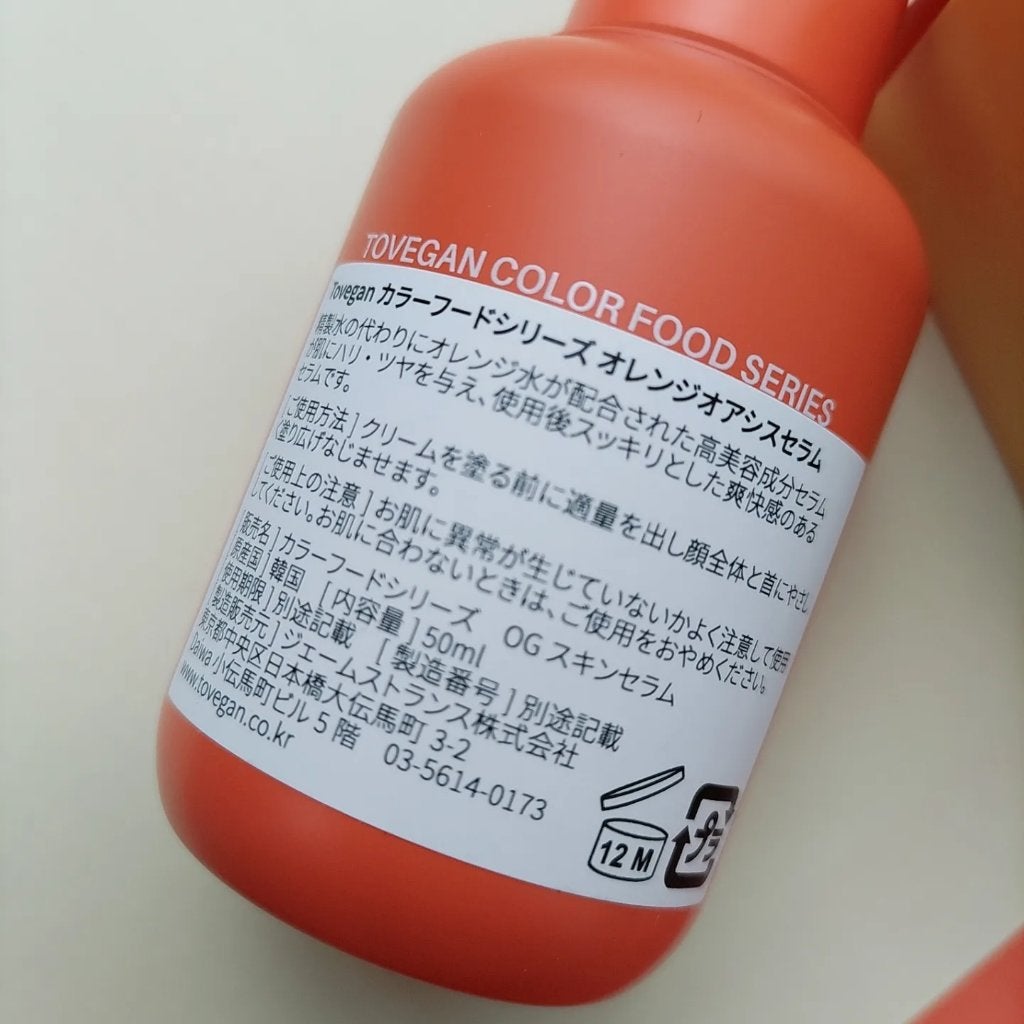 TOVEGAN COLOR FOOD SERIES
Tovegan カラーフードシリーズ オレンジオアシスセラム
精製水の代わりにオレンジ水が配合された高美容成分セラム
が肌にハリ・ツヤを与え、使用後スッキリとした爽快感のある
セラムです。
[ご使用方法] クリームを塗る前に適量を出し顔全体と首にやさし
く塗り広げなじませます。
[ご使用上の注意] お肌に異常が生じていないかよく注意して使用
してください。お肌に合わないときは、ご使用をおやめください。
[販売名] カラーフードシリーズ OG スキンセラム
[原産国] 韓国 [内容量] 50ml
[使用期限] 別途記載 [製造番号] 別途記載
[製造販売元] ジェームストランス株式会社
東京都中央区日本橋大伝馬町 3-2
Daiwa 小伝馬町ビル 5 階 03-5614-0173
www.tovegan.co.kr
12 M
プラ